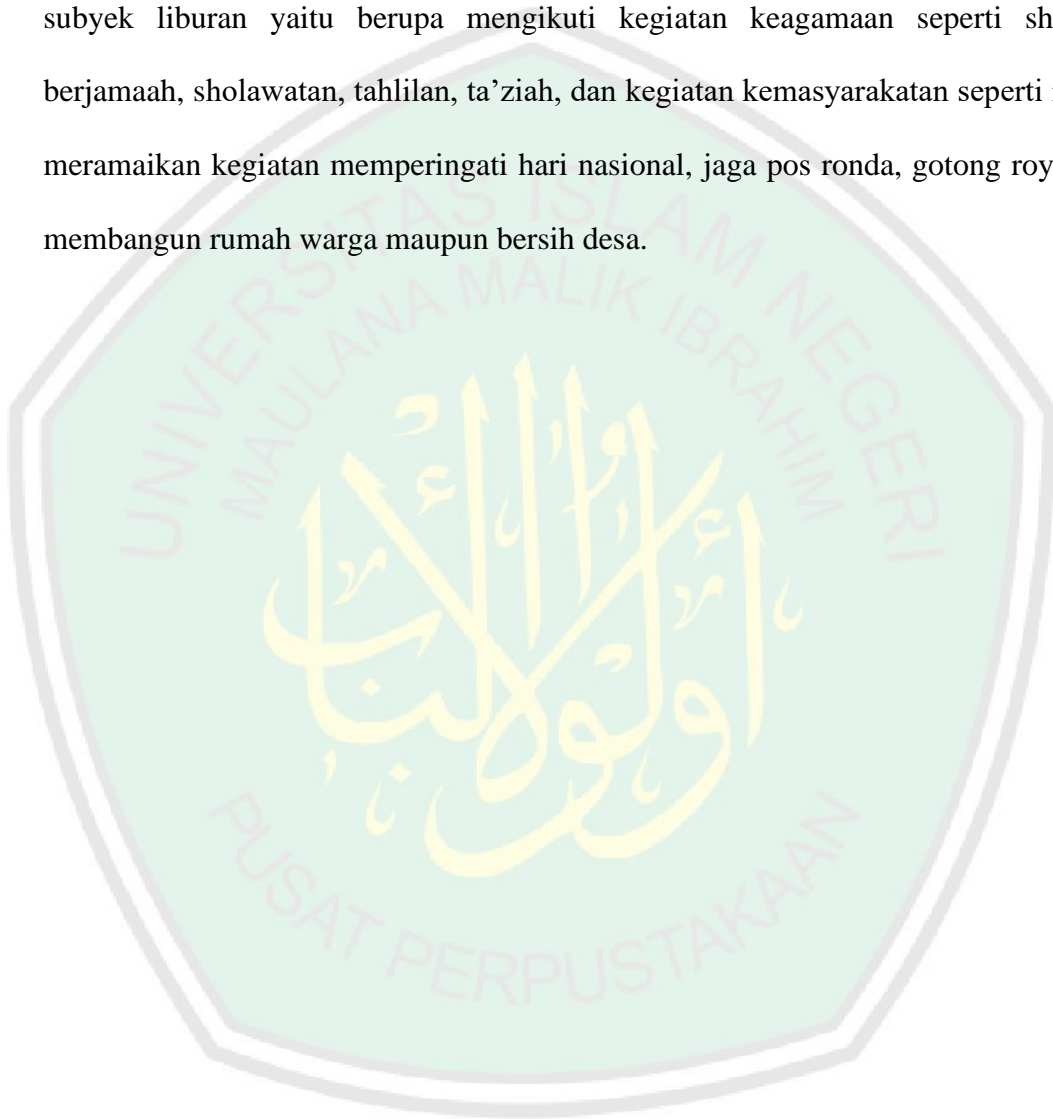 subyek liburan yaitu berupa mengikuti kegiatan keagamaan seperti
berjamaah, sholawatan, tahlilan, ta’ziah, dan kegiatan kemasyarakatan seperti
meramaikan kegiatan memperingati hari nasional, jaga pos ronda, gotong
membangun rumah warga maupun bersih desa.
UNIVERSITAS ISLAM NEGERI
MAULANA MALIK IBRAHIM
أولوا الألباب
PUSAT PERPUSTAKAAN